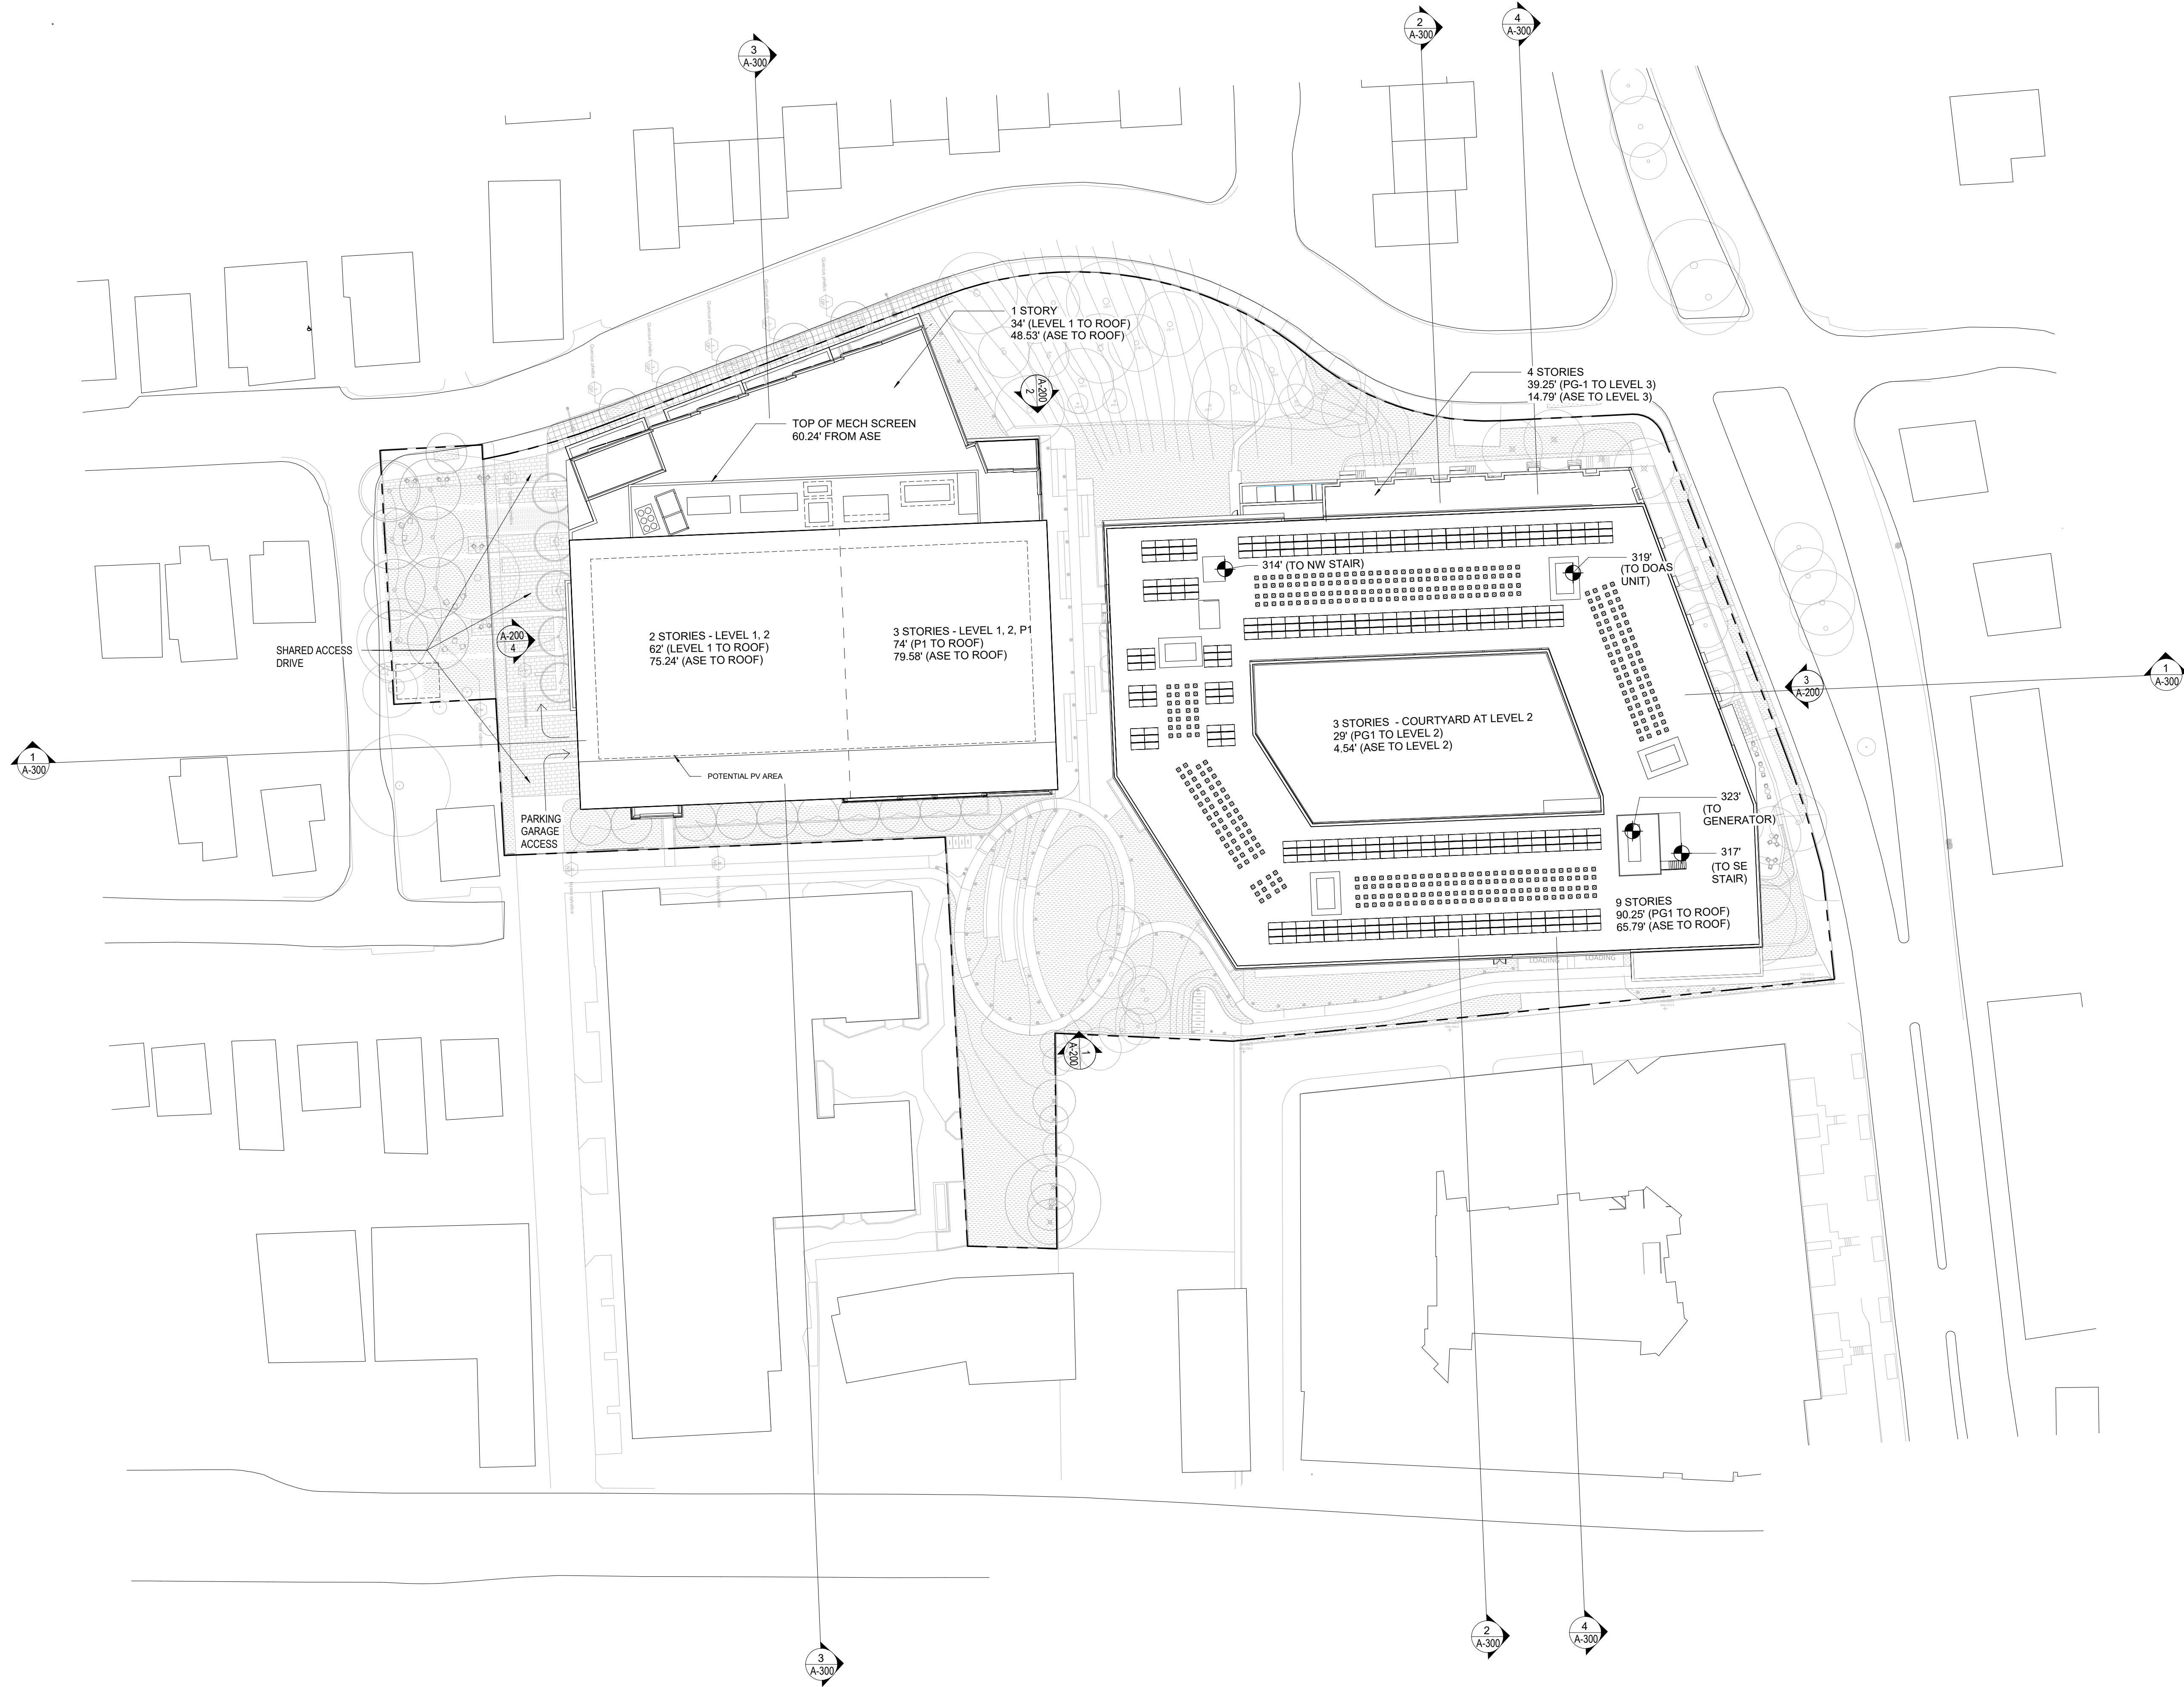 2
A-300
4
A-300
3
A-300
1 STORY
34' (LEVEL 1 TO ROOF)
48.53' (ASE TO ROOF)
A-200
2
4 STORIES
39.25' (PG-1 TO LEVEL 3)
14.79' (ASE TO LEVEL 3)
TOP OF MECH SCREEN
60.24' FROM ASE
314' (TO NW STAIR)
319'
(TO DOAS
UNIT)
2 STORIES - LEVEL 1, 2
62' (LEVEL 1 TO ROOF)
75.24' (ASE TO ROOF)
3 STORIES - LEVEL 1, 2, P1
74' (P1 TO ROOF)
79.58' (ASE TO ROOF)
A-200
4
SHARED ACCESS
DRIVE
1
A-300
3
A-200
3 STORIES - COURTYARD AT LEVEL 2
29' (PG1 TO LEVEL 2)
4.54' (ASE TO LEVEL 2)
1
A-300
POTENTIAL PV AREA
PARKING
GARAGE
ACCESS
323'
(TO
GENERATOR)
317'
(TO SE
STAIR)
9 STORIES
90.25' (PG1 TO ROOF)
65.79' (ASE TO ROOF)
LOADING
LOADING
1
A-200
2
A-300
4
A-300
3
A-300